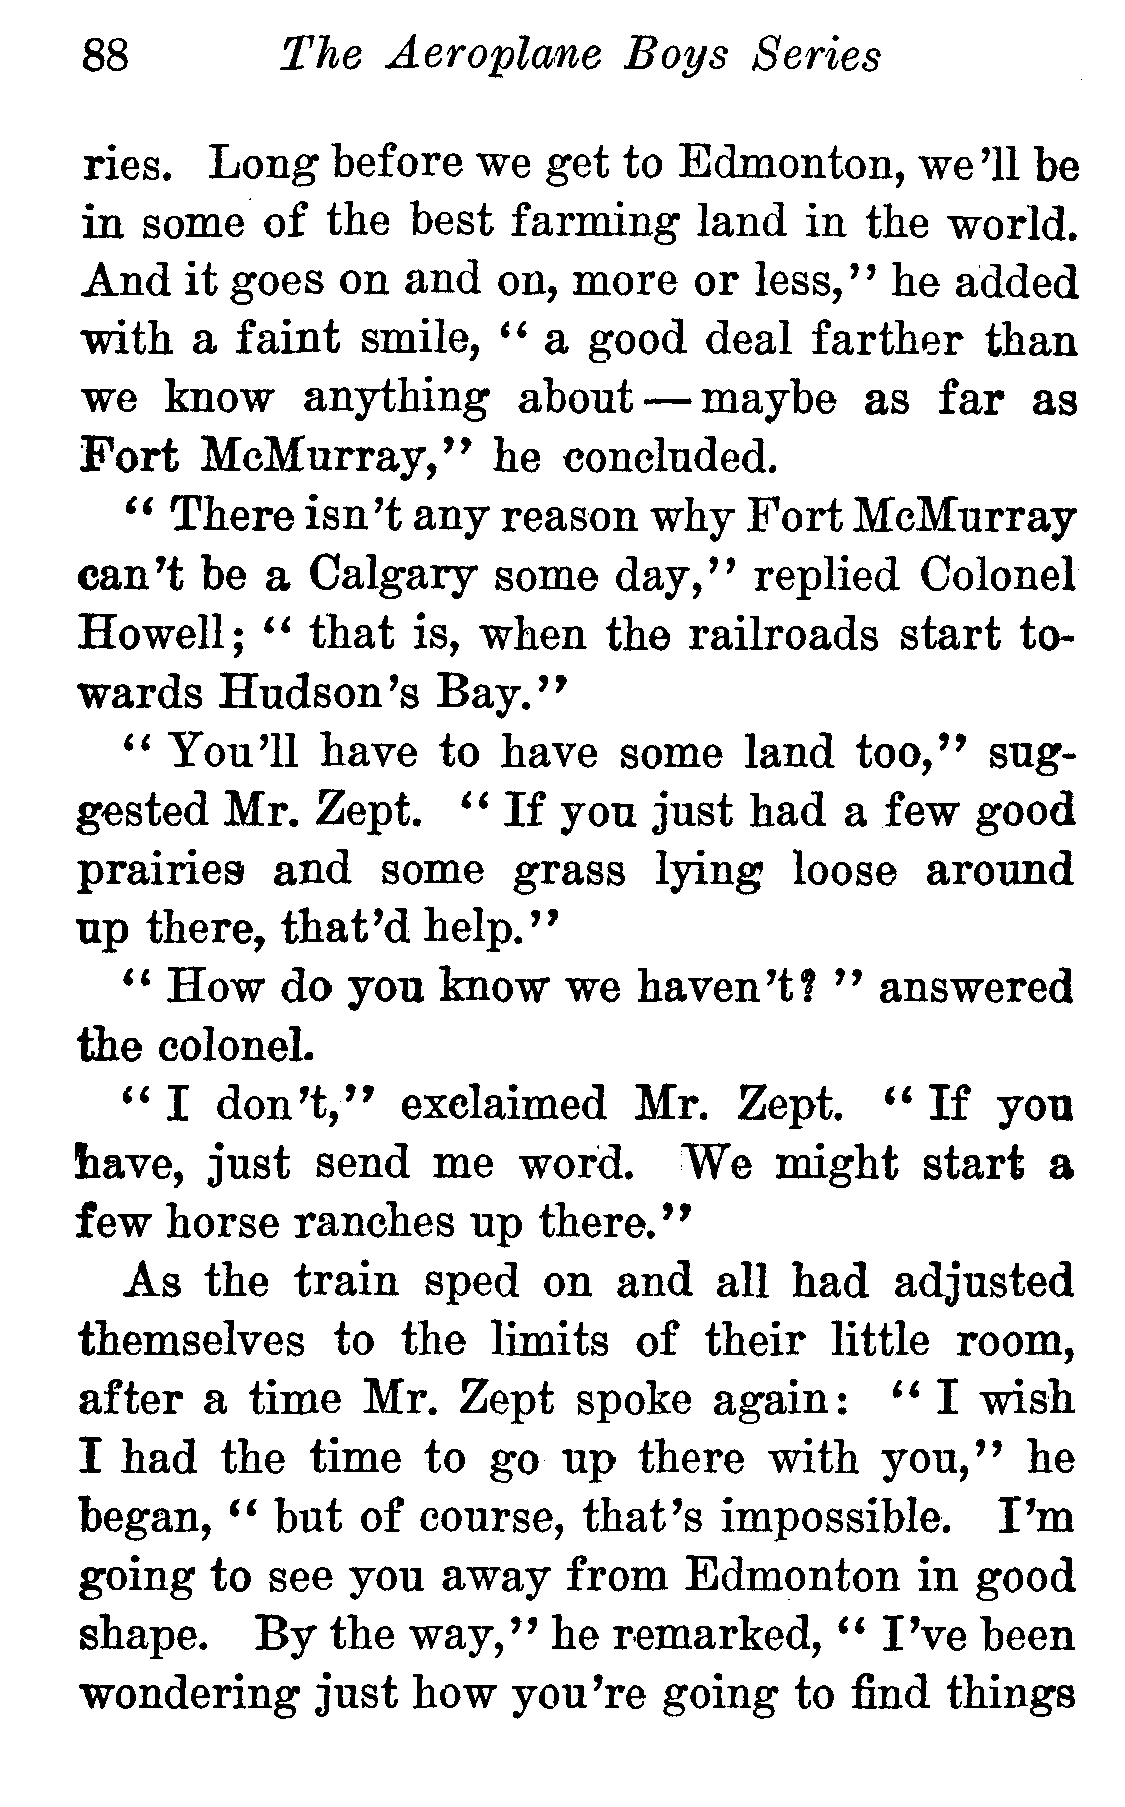 88 The Aeroplane Boys Series
ries. Long before we get to Edmonton, we'll be
in some of the best farming land in the world.
And it goes on and on, more or less," he added
with a faint smile, " a good deal farther than
we know anything about — maybe as far as
Fort McMurray," he concluded.
" There isn't any reason why Fort McMurray
can't be a Calgary some day," replied Colonel
Howell; " that is, when the railroads start to-
wards Hudson's Bay."
" You'll have to have some land too," sug-
gested Mr. Zept. " If you just had a few good
prairies and some grass lying loose around
up there, that'd help."
" How do you know we haven't? " answered
the colonel.
" I don't," exclaimed Mr. Zept. " If you
have, just send me word. We might start a
few horse ranches up there."
As the train sped on and all had adjusted
themselves to the limits of their little room,
after a time Mr. Zept spoke again: " I wish
I had the time to go up there with you," he
began, " but of course, that's impossible. I'm
going to see you away from Edmonton in good
shape. By the way," he remarked, " I've been
wondering just how you're going to find things